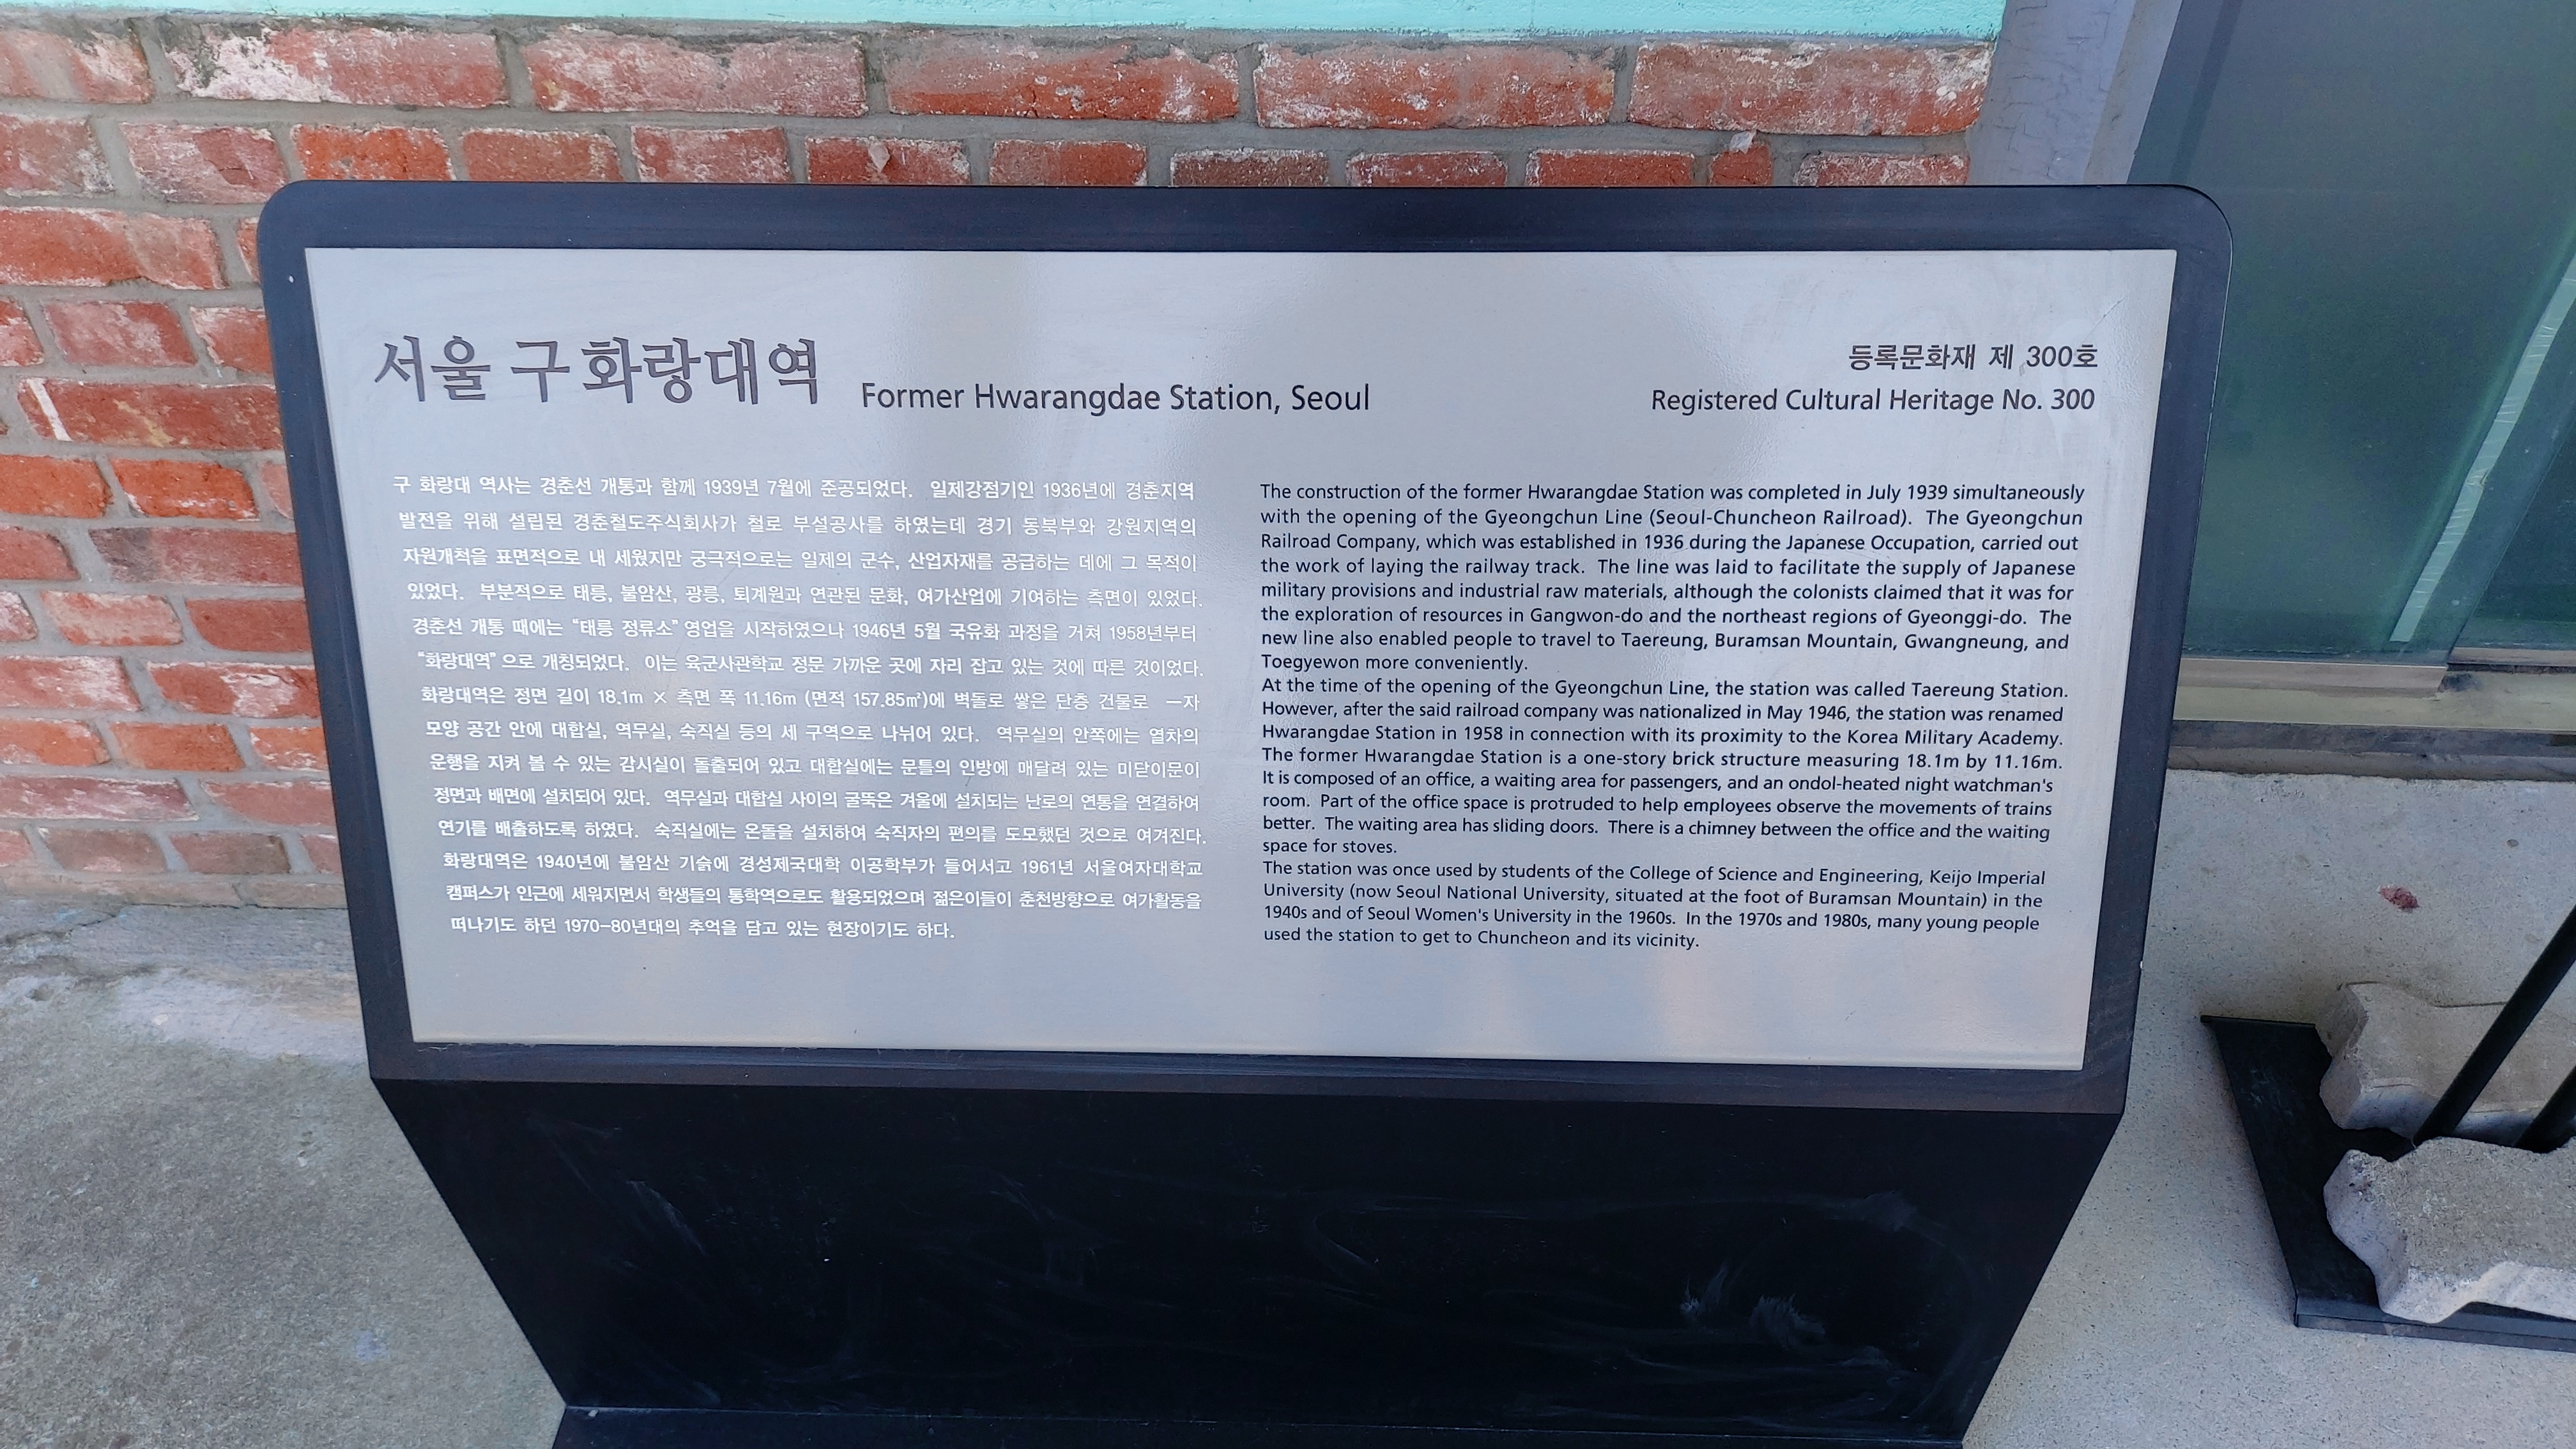 서울 구 화랑대역 Former Hwarangdae Station, Seoul
등록문화재 제 300호
Registered Cultural Heritage No. 300
구 화랑대 역사는 경춘선 개통과 함께 1939년 7월에 준공되었다. 일제강점기인 1936년에 경춘지역
발전을 위해 설립된 경춘철도주식회사가 철로 부설공사를 하였는데 경기 동북부와 강원지역의
자원개척을 표면적으로 내 세웠지만 궁극적으로는 일제의 군수, 산업자재를 공급하는 데에 그 목적이
있었다. 부분적으로 태릉, 불암산, 광릉, 퇴계원과 연관된 문화, 여가산업에 기여하는 측면이 있었다.
경춘선 개통 때에는 "태릉 정류소" 영업을 시작하였으나 1946년 5월 국유화 과정을 거쳐 1958년부터
"화랑대역"으로 개칭되었다. 이는 육군사관학교 정문 가까운 곳에 자리 잡고 있는 것에 따른 것이었다.
화랑대역은 정면 길이 18.1m × 측면 폭 11.16m (면적 157.85㎡)에 벽돌로 쌓은 단층 건물로 一자
모양 공간 안에 대합실, 역무실, 숙직실 등의 세 구역으로 나뉘어 있다. 역무실의 안쪽에는 열차의
운행을 지켜 볼 수 있는 감시실이 돌출되어 있고 대합실에는 문틀의 인방에 매달려 있는 미닫이문이
정면과 배면에 설치되어 있다. 역무실과 대합실 사이의 굴뚝은 겨울에 설치되는 난로의 연통을 연결하여
연기를 배출하도록 하였다. 숙직실에는 온돌을 설치하여 숙직자의 편의를 도모했던 것으로 여겨진다.
화랑대역은 1940년에 불암산 기슭에 경성제국대학 이공학부가 들어서고 1961년 서울여자대학교
캠퍼스가 인근에 세워지면서 학생들의 통학역으로도 활용되었으며 젊은이들이 춘천방향으로 여가활동을
떠나기도 하던 1970-80년대의 추억을 담고 있는 현장이기도 하다.
The construction of the former Hwarangdae Station was completed in July 1939 simultaneously
with the opening of the Gyeongchun Line (Seoul-Chuncheon Railroad). The Gyeongchun
Railroad Company, which was established in 1936 during the Japanese Occupation, carried out
the work of laying the railway track. The line was laid to facilitate the supply of Japanese
military provisions and industrial raw materials, although the colonists claimed that it was for
the exploration of resources in Gangwon-do and the northeast regions of Gyeonggi-do. The
new line also enabled people to travel to Taereung, Buramsan Mountain, Gwangneung, and
Toegyewon more conveniently.
At the time of the opening of the Gyeongchun Line, the station was called Taereung Station.
However, after the said railroad company was nationalized in May 1946, the station was renamed
Hwarangdae Station in 1958 in connection with its proximity to the Korea Military Academy.
The former Hwarangdae Station is a one-story brick structure measuring 18.1m by 11.16m.
It is composed of an office, a waiting area for passengers, and an ondol-heated night watchman's
room. Part of the office space is protruded to help employees observe the movements of trains
better. The waiting area has sliding doors. There is a chimney between the office and the waiting
space for stoves.
The station was once used by students of the College of Science and Engineering, Keijo Imperial
University (now Seoul National University, situated at the foot of Buramsan Mountain) in the
1940s and of Seoul Women's University in the 1960s. In the 1970s and 1980s, many young people
used the station to get to Chuncheon and its vicinity.